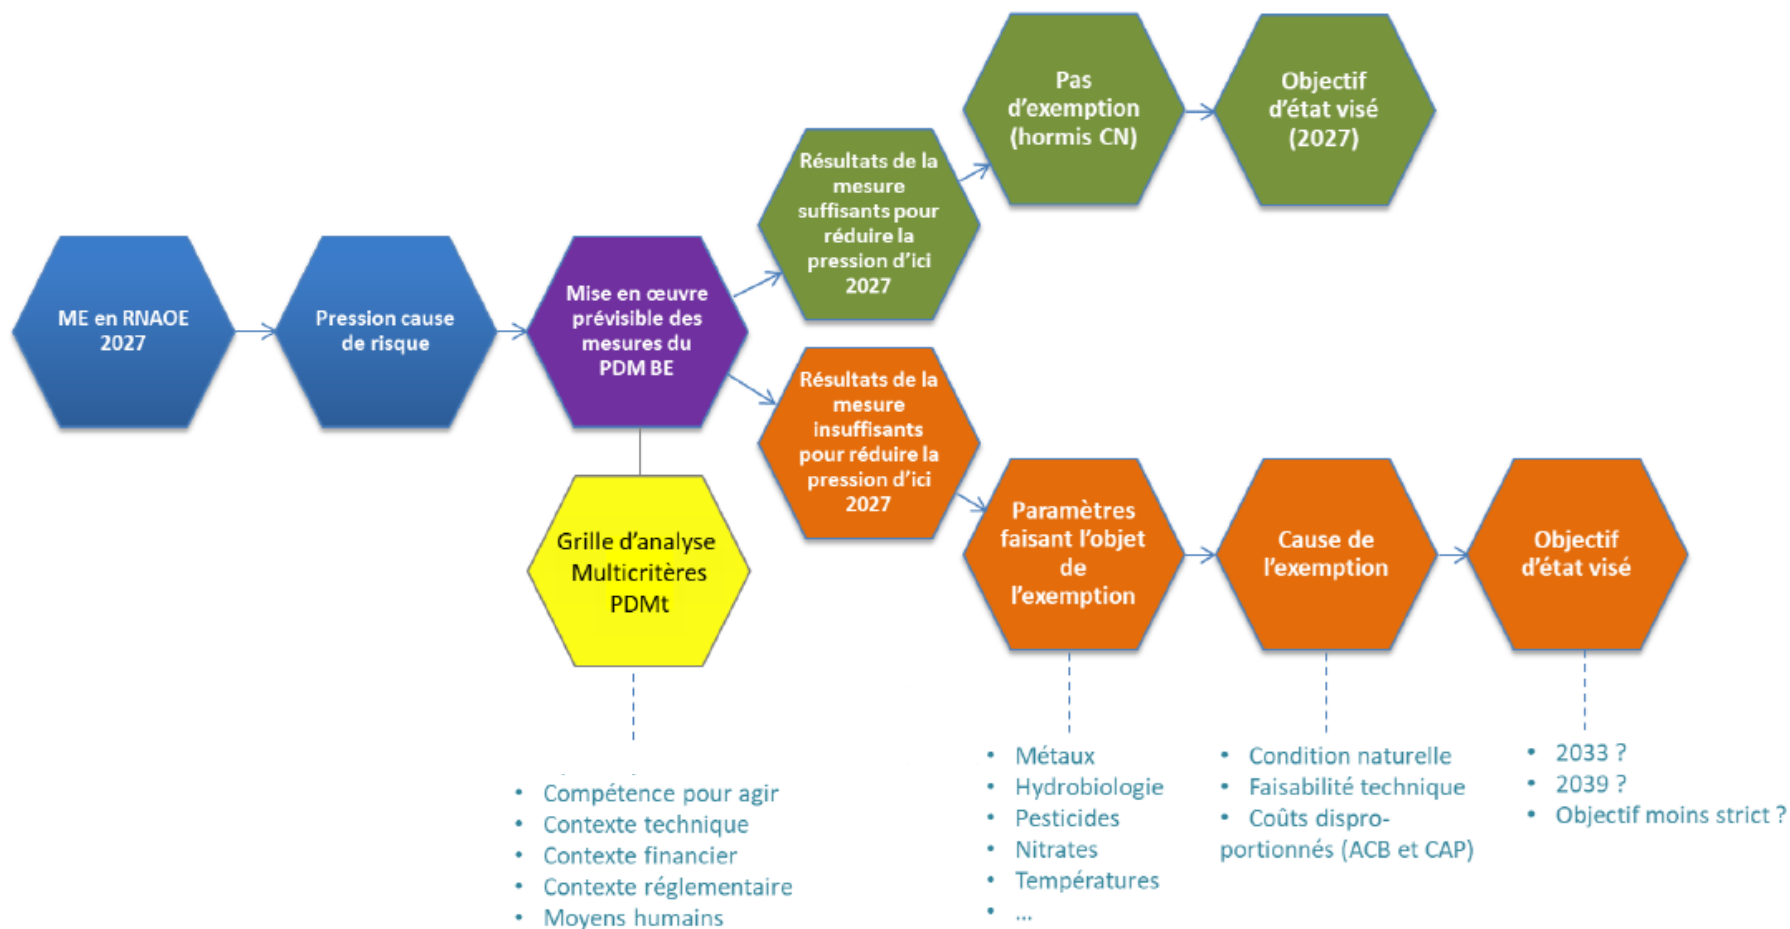 ME en RNAOE
2027
Pression cause
de risque
Mise en œuvre
prévisible des
mesures du
PDM BE
Grille d'analyse
Multicritères
PDMt
• Compétence pour agir
• Contexte technique
• Contexte financier
• Contexte réglementaire
• Moyens humains
Résultats de la
mesure
suffisants pour
réduire la
pression d'ici
2027
Pas
d'exemption
(hormis CN)
Objectif
d'état visé
(2027)
Résultats de la
mesure
insuffisants
pour réduire la
pression d'ici
2027
Paramètres
faisant l'objet
de
l'exemption
• Métaux
• Hydrobiologie
• Pesticides
• Nitrates
• Températures
• ...
Cause de
l'exemption
• Condition naturelle
• Faisabilité technique
• Coûts dispro-
portionnés (ACB et CAP)
Objectif
d'état visé
• 2033 ?
• 2039 ?
• Objectif moins strict ?